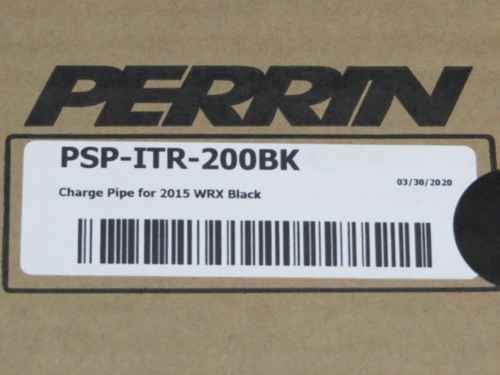 PERRIN
PSP-ITR-200BK
03/30/2020
Charge Pipe for 2015 WRX Black